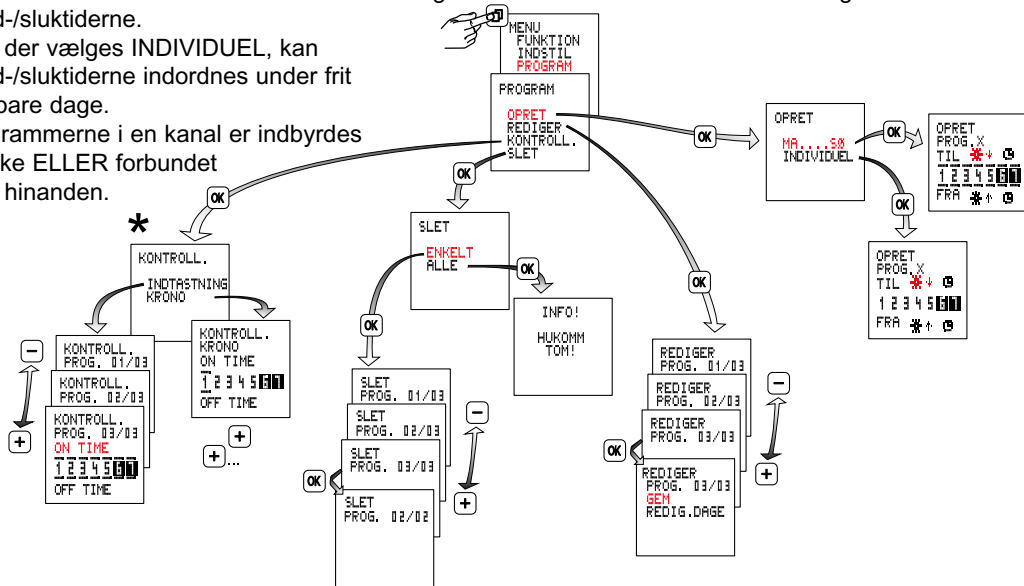 d-/sluktiderne.
der vælges INDIVIDUEL, kan
d-/sluktiderne indordnes under frit
bare dage.
grammerne i en kanal er indbyrdes
ke ELLER forbundet
hinanden.
MENU
FUNKTION
INDSTIL
PROGRAM
PROGRAM
OPRET
REDIGER
KONTROLL.
SLET
OK
OK
OK
OK
OPRET
MA....SØ
INDIVIDUEL
OK
OK
OPRET
PROG.X
TIL
1 2 3 4 5 6 7
FRA
OPRET
PROG.X
TIL
1 2 3 4 5 6 7
FRA
*
KONTROLL.
INDTASTNING
KRONO
KONTROLL.
PROG. 01/03
KONTROLL.
PROG. 02/03
KONTROLL.
PROG. 03/03
ON TIME
1 2 3 4 5 6 7
OFF TIME
−
+
KONTROLL.
KRONO
ON TIME
1 2 3 4 5 6 7
OFF TIME
+
+...
SLET
ENKELT
ALLE
OK
OK
INFO!
HUKOMM
TOM!
SLET
PROG. 01/03
SLET
PROG. 02/03
SLET
PROG. 03/03
OK
SLET
PROG. 02/02
−
+
REDIGER
PROG. 01/03
REDIGER
PROG. 02/03
REDIGER
PROG. 03/03
OK
REDIGER
PROG. 03/03
GEM
REDIG.DAGE
−
+